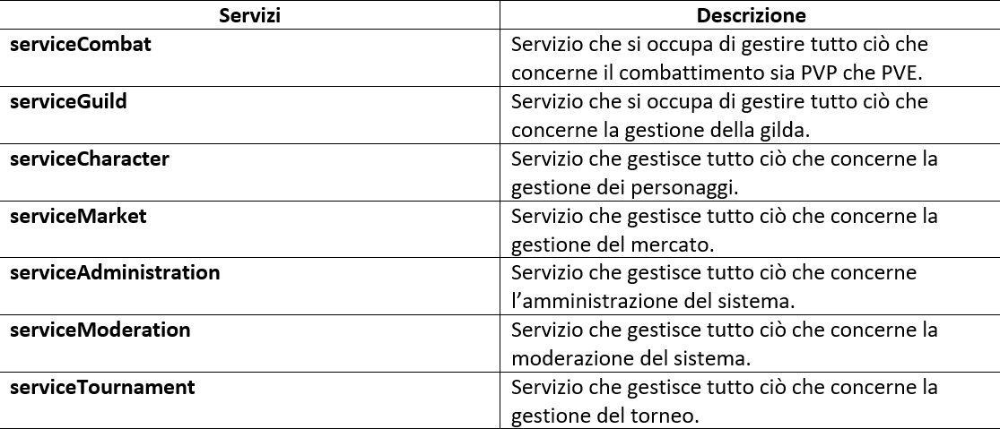 Servizi Descrizione
serviceCombat Servizio che si occupa di gestire tutto ciò che
concerne il combattimento sia PVP che PVE.
serviceGuild Servizio che si occupa di gestire tutto ciò che
concerne la gestione della gilda.
serviceCharacter Servizio che gestisce tutto ciò che concerne la
gestione dei personaggi.
serviceMarket Servizio che gestisce tutto ciò che concerne la
gestione del mercato.
serviceAdministration Servizio che gestisce tutto ciò che concerne
l’amministrazione del sistema.
serviceModeration Servizio che gestisce tutto ciò che concerne la
moderazione del sistema.
serviceTournament Servizio che gestisce tutto ciò che concerne la
gestione del torneo.